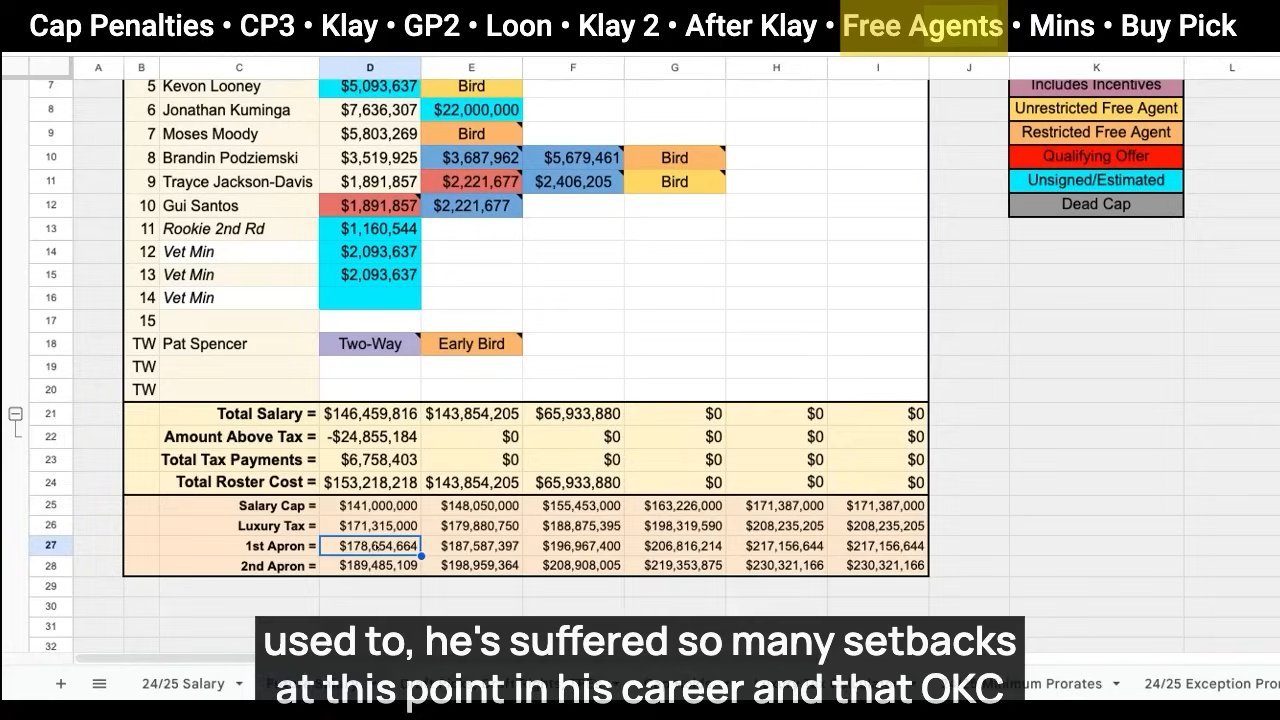 Cap Penalties • CP3 • Klay • GP2 • Loon • Klay 2 • After Klay • Free Agents • Mins • Buy Pick
A B C D E F G H I J K L
7 5 Kevon Looney $5,093,637 Bird Includes Incentives
8 6 Jonathan Kuminga $7,636,307 $22,000,000 Unrestricted Free Agent
9 7 Moses Moody $5,803,269 Bird Restricted Free Agent
10 8 Brandin Podziemski $3,519,925 $3,687,962 $5,679,461 Bird Qualifying Offer
11 9 Trayce Jackson-Davis $1,891,857 $2,221,677 $2,406,205 Bird Unsigned/Estimated
12 10 Gui Santos $1,891,857 $2,221,677 Dead Cap
13 11 Rookie 2nd Rd $1,160,544
14 12 Vet Min $2,093,637
15 13 Vet Min $2,093,637
16 14 Vet Min
17 15
18 TW Pat Spencer Two-Way Early Bird
19 TW
20 TW
21 Total Salary = $146,459,816 $143,854,205 $65,933,880 $0 $0 $0
22 Amount Above Tax = -$24,855,184 $0 $0 $0 $0 $0
23 Total Tax Payments = $6,758,403 $0 $0 $0 $0 $0
24 Total Roster Cost = $153,218,218 $143,854,205 $65,933,880 $0 $0 $0
25 Salary Cap = $141,000,000 $148,050,000 $155,453,000 $163,226,000 $171,387,000 $171,387,000
26 Luxury Tax = $171,315,000 $179,880,750 $188,875,395 $198,319,590 $208,235,205 $208,235,205
27 1st Apron = $178,654,664 $187,587,397 $196,967,400 $206,816,214 $217,156,644 $217,156,644
28 2nd Apron = $189,485,109 $198,959,364 $208,908,005 $219,353,875 $230,321,166 $230,321,166
29
30
31
32
used to, he's suffered so many setbacks
at this point in his career and that OKC
24/25 Salary Minimum Prorates 24/25 Exception Pro